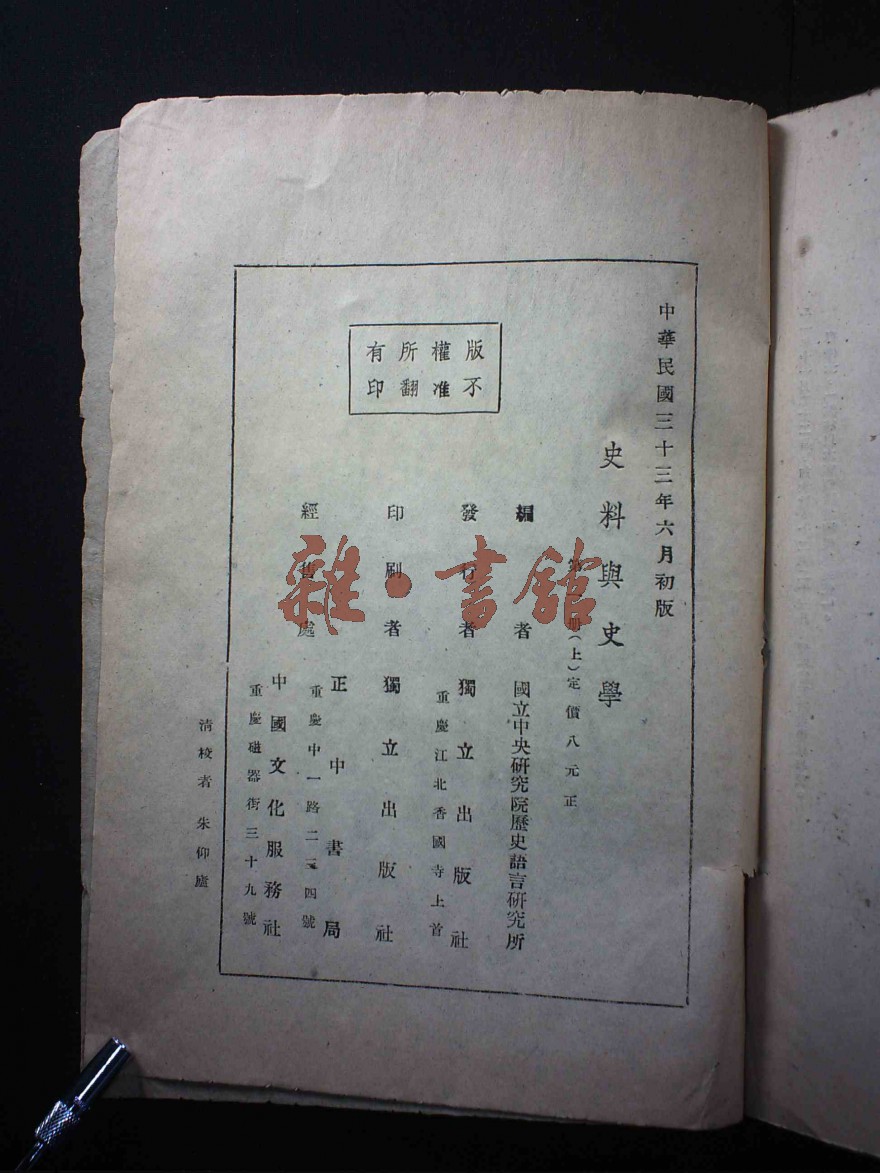 中華民國三十三年六月初版
史料與史學
冊(上)定價八元正
編者 國立中央研究院歷史語言研究所
發行者 獨立出版社
重慶江北香國寺上首
印刷者 獨立出版社
經售處
正中書局
重慶中一路二三四號
中國文化服務社
重慶磁器街三十九號
版權所有
不准翻印
清校者 朱仰廬
雜·書館